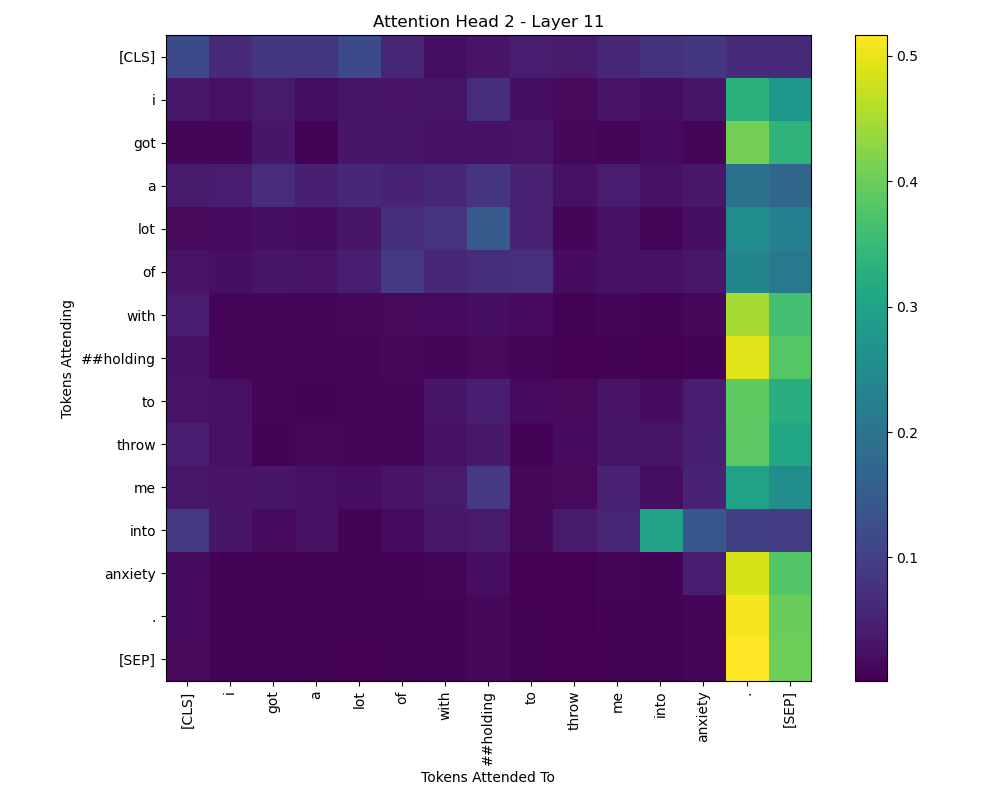 Attention Head 2 - Layer 11
Tokens Attending
[CLS]
i
got
a
lot
of
with
##holding
to
throw
me
into
anxiety
.
[SEP]
[CLS]
i
got
a
lot
of
with
##holding
to
throw
me
into
anxiety
.
[SEP]
Tokens Attended To
0.5
0.4
0.3
0.2
0.1